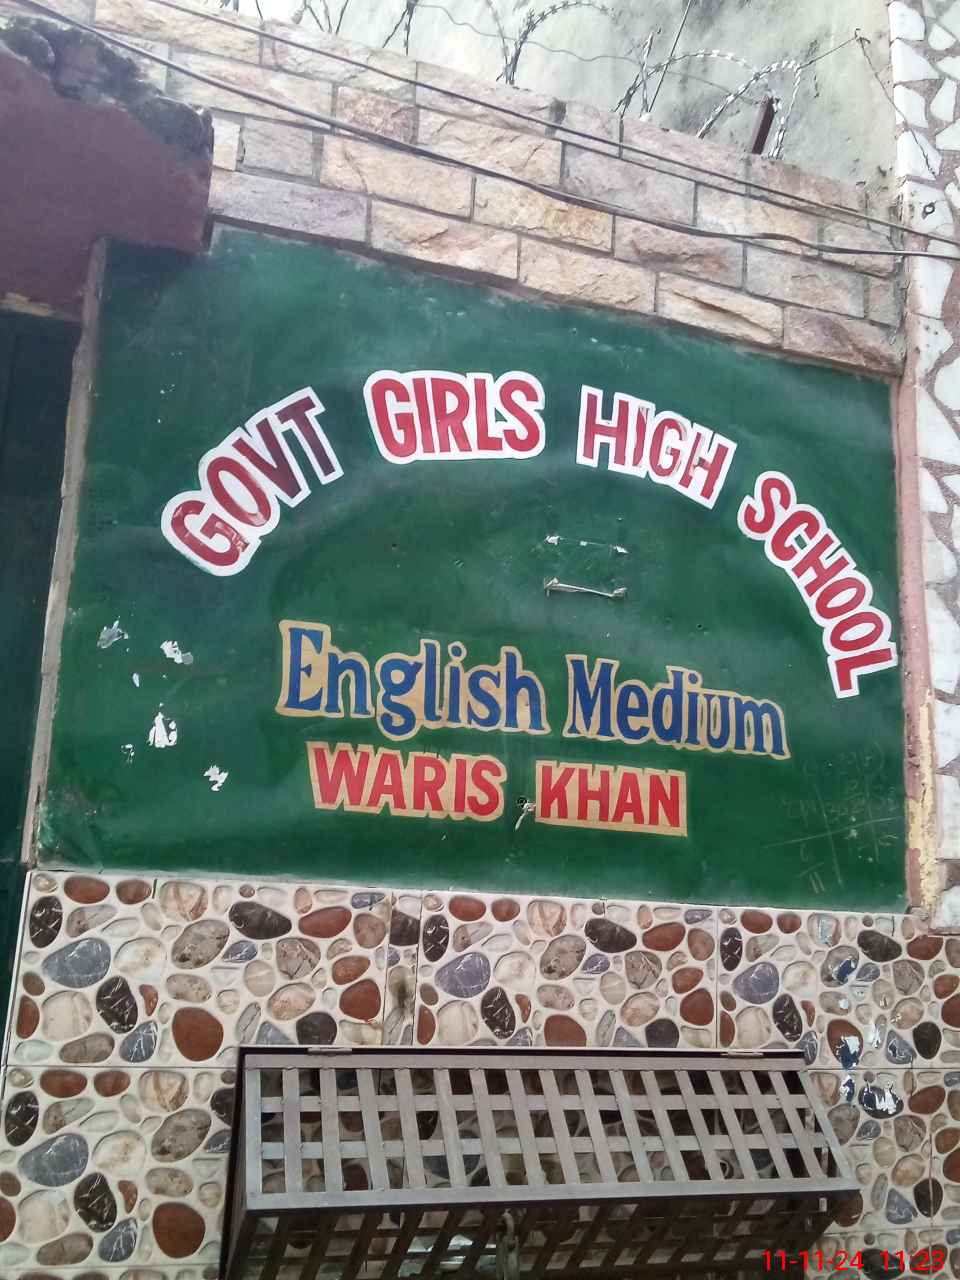 GOVT GIRLS HIGH SCHOOL
English Medium
WARIS KHAN
11-11-24 11:23